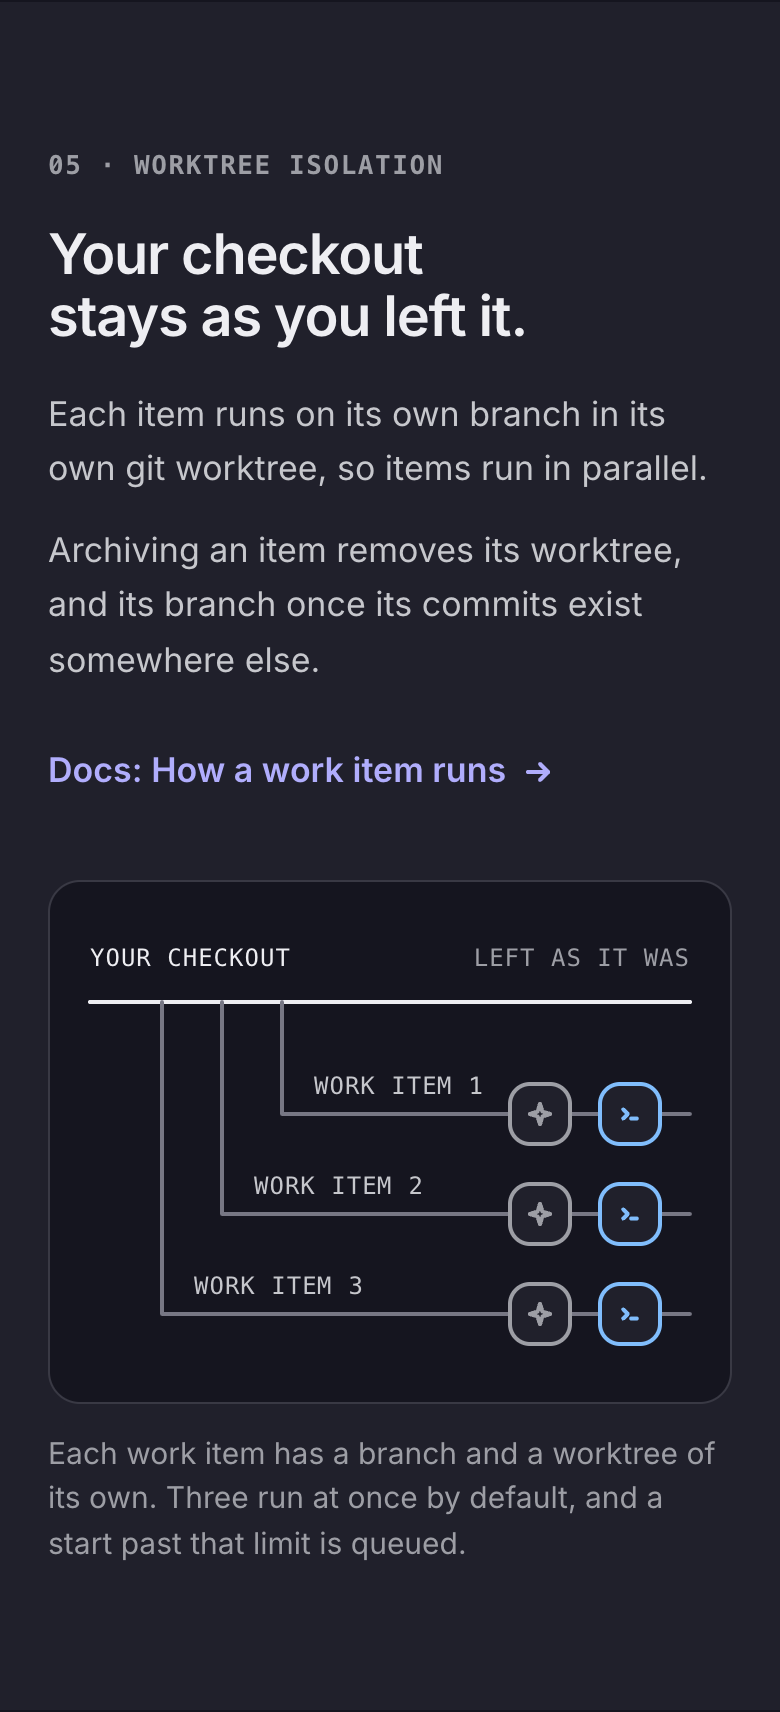 05 · WORKTREE ISOLATION
Your checkout
stays as you left it.
Each item runs on its own branch in its
own git worktree, so items run in parallel.
Archiving an item removes its worktree,
and its branch once its commits exist
somewhere else.
Docs: How a work item runs →
YOUR CHECKOUT
LEFT AS IT WAS
WORK ITEM 1
WORK ITEM 2
WORK ITEM 3
Each work item has a branch and a worktree of
its own. Three run at once by default, and a
start past that limit is queued.